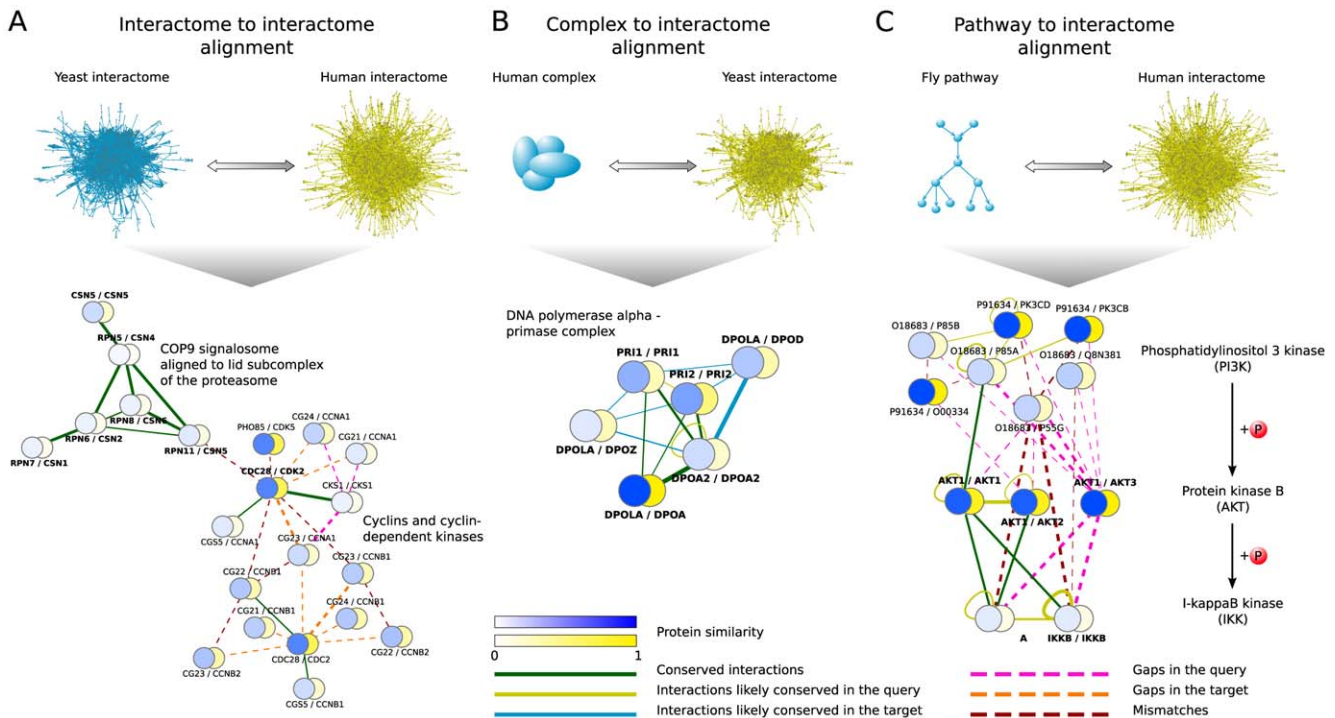 A
Interactome to interactome
alignment
Yeast interactome
Human interactome
CSN5 / CSN5
RPN5 / CSN4
COP9 signalosome
aligned to lid subcomplex
of the proteasome
RPN8 / CSN6
RPN6 / CSN2
RPN7 / CSN1
RPN11 / CSN5
PHO85 / CDK5
CG24 / CCNA1
CG21 / CCNA1
CDC28 / CDK2
CKS1 / CKS1
Cyclins and cyclin-
dependent kinases
CGS5 / CCNA1
CG23 / CCNA1
CG23 / CCNB1
CG22 / CCNB1
CG24 / CCNB1
CG21 / CCNB1
CG22 / CCNB2
CG23 / CCNB2
CDC28 / CDC2
CGS5 / CCNB1
B
Complex to interactome
alignment
Human complex
Yeast interactome
DNA polymerase alpha -
primase complex
DPOLA / DPOD
PRI1 / PRI1
PRI2 / PRI2
DPOLA / DPOZ
DPOA2 / DPOA2
DPOLA / DPOA
C
Pathway to interactome
alignment
Fly pathway
Human interactome
P91634 / PK3CD
P91634 / PK3CB
O18683 / P85B
O18683 / P85A
O18683 / Q8N381
P91634 / O00334
O18683 / P55G
AKT1 / AKT1
AKT1 / AKT2
AKT1 / AKT3
A
IKKB / IKKB
Phosphatidylinositol 3 kinase
(PI3K)
+ P
Protein kinase B
(AKT)
+ P
I-kappaB kinase
(IKK)
Protein similarity
0
1
Conserved interactions
Interactions likely conserved in the query
Interactions likely conserved in the target
Gaps in the query
Gaps in the target
Mismatches